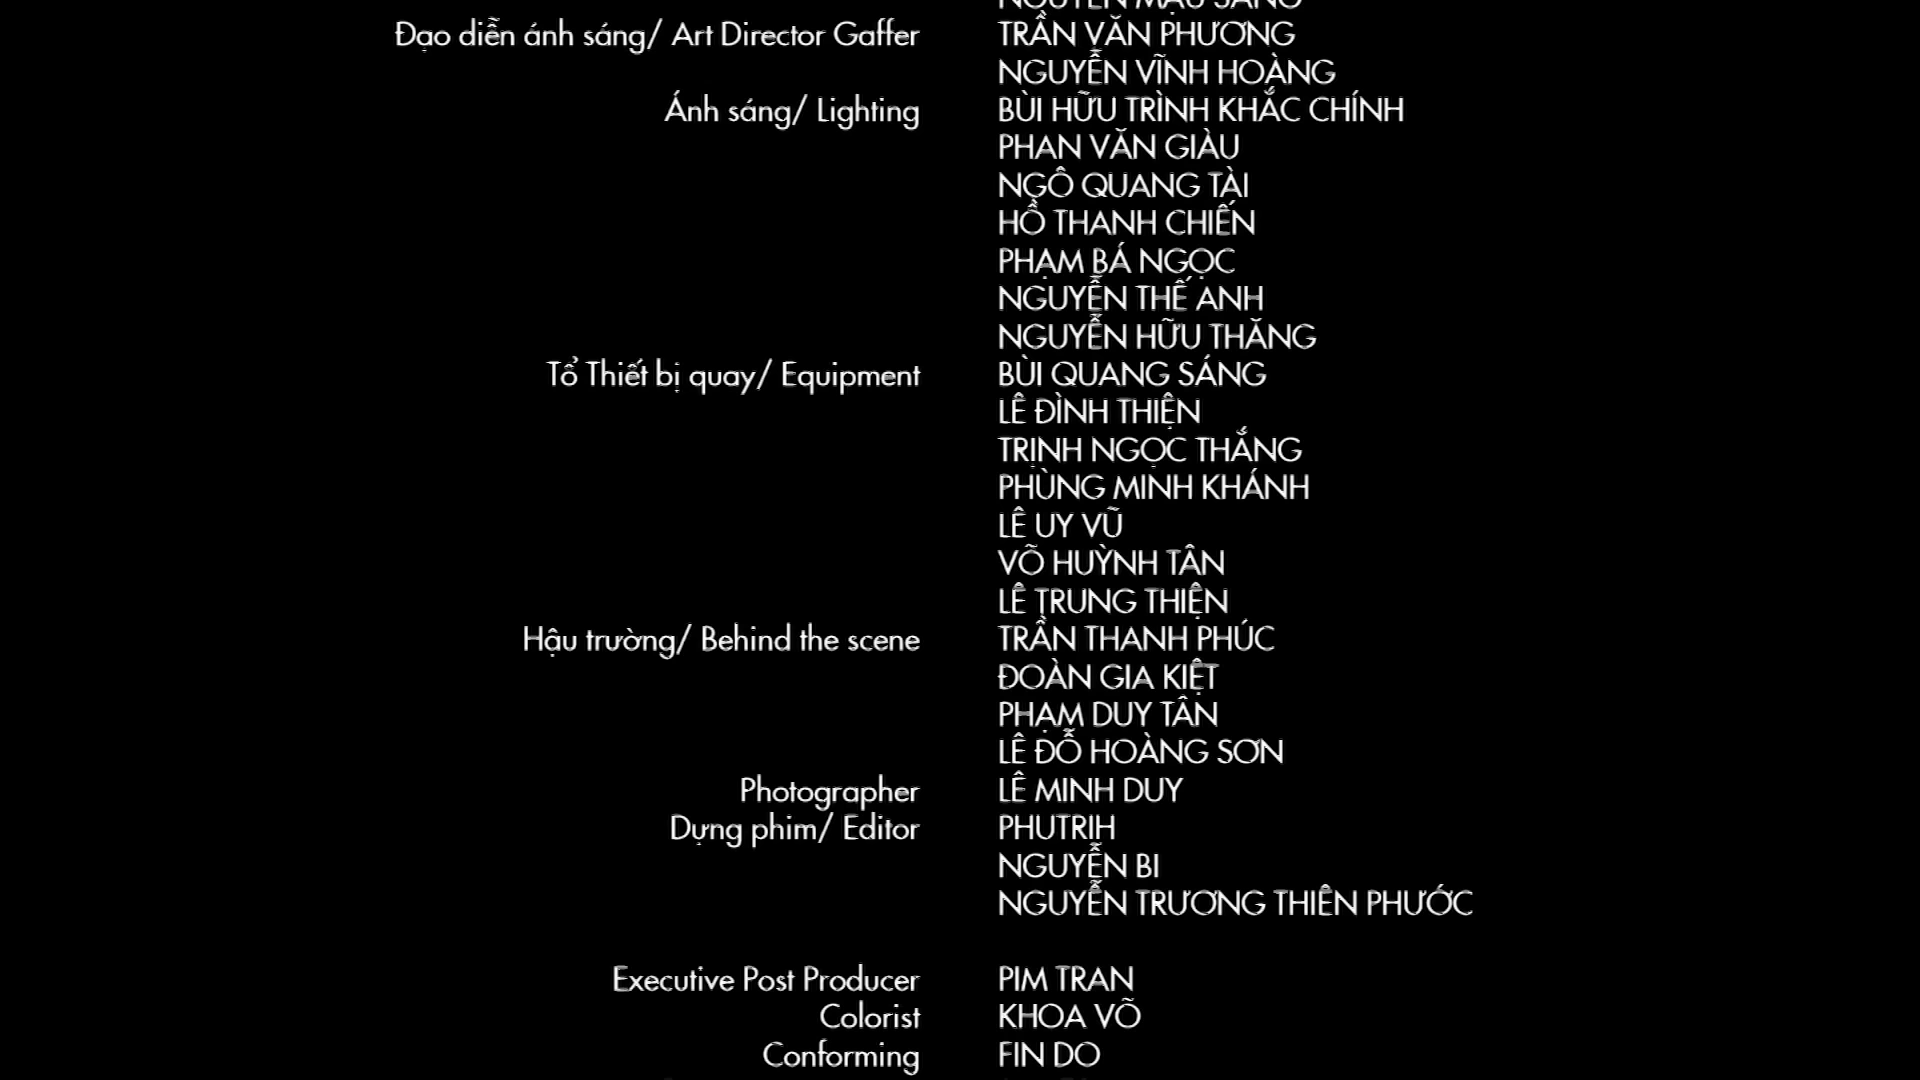 NGUYỄN MẬU SANG
Đạo diễn ánh sáng/ Art Director Gaffer TRẦN VĂN PHƯƠNG
NGUYỄN VĨNH HOÀNG
Ánh sáng/ Lighting BÙI HỮU TRÌNH KHẮC CHÍNH
PHAN VĂN GIÀU
NGÔ QUANG TÀI
HỒ THANH CHIẾN
PHẠM BÁ NGỌC
NGUYỄN THẾ ANH
NGUYỄN HỮU THĂNG
Tổ Thiết bị quay/ Equipment BÙI QUANG SÁNG
LÊ ĐÌNH THIỆN
TRỊNH NGỌC THẮNG
PHÙNG MINH KHÁNH
LÊ UY VŨ
VÕ HUỲNH TÂN
LÊ TRUNG THIỆN
Hậu trường/ Behind the scene TRẦN THANH PHÚC
ĐOÀN GIA KIỆT
PHẠM DUY TÂN
LÊ ĐỖ HOÀNG SƠN
Photographer LÊ MINH DUY
Dựng phim/ Editor PHUTRIH
NGUYỄN BI
NGUYỄN TRƯƠNG THIÊN PHƯỚC
Executive Post Producer PIM TRAN
Colorist KHOA VÕ
Conforming FIN DO